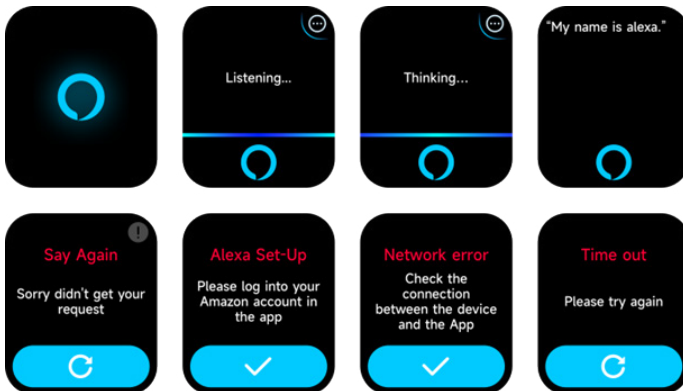 Listening...
Thinking...
“My name is alexa.”
Say Again
Sorry didn't get your
request
Alexa Set-Up
Please log into your
Amazon account in
the app
Network error
Check the
connection
between the device
and the App
Time out
Please try again